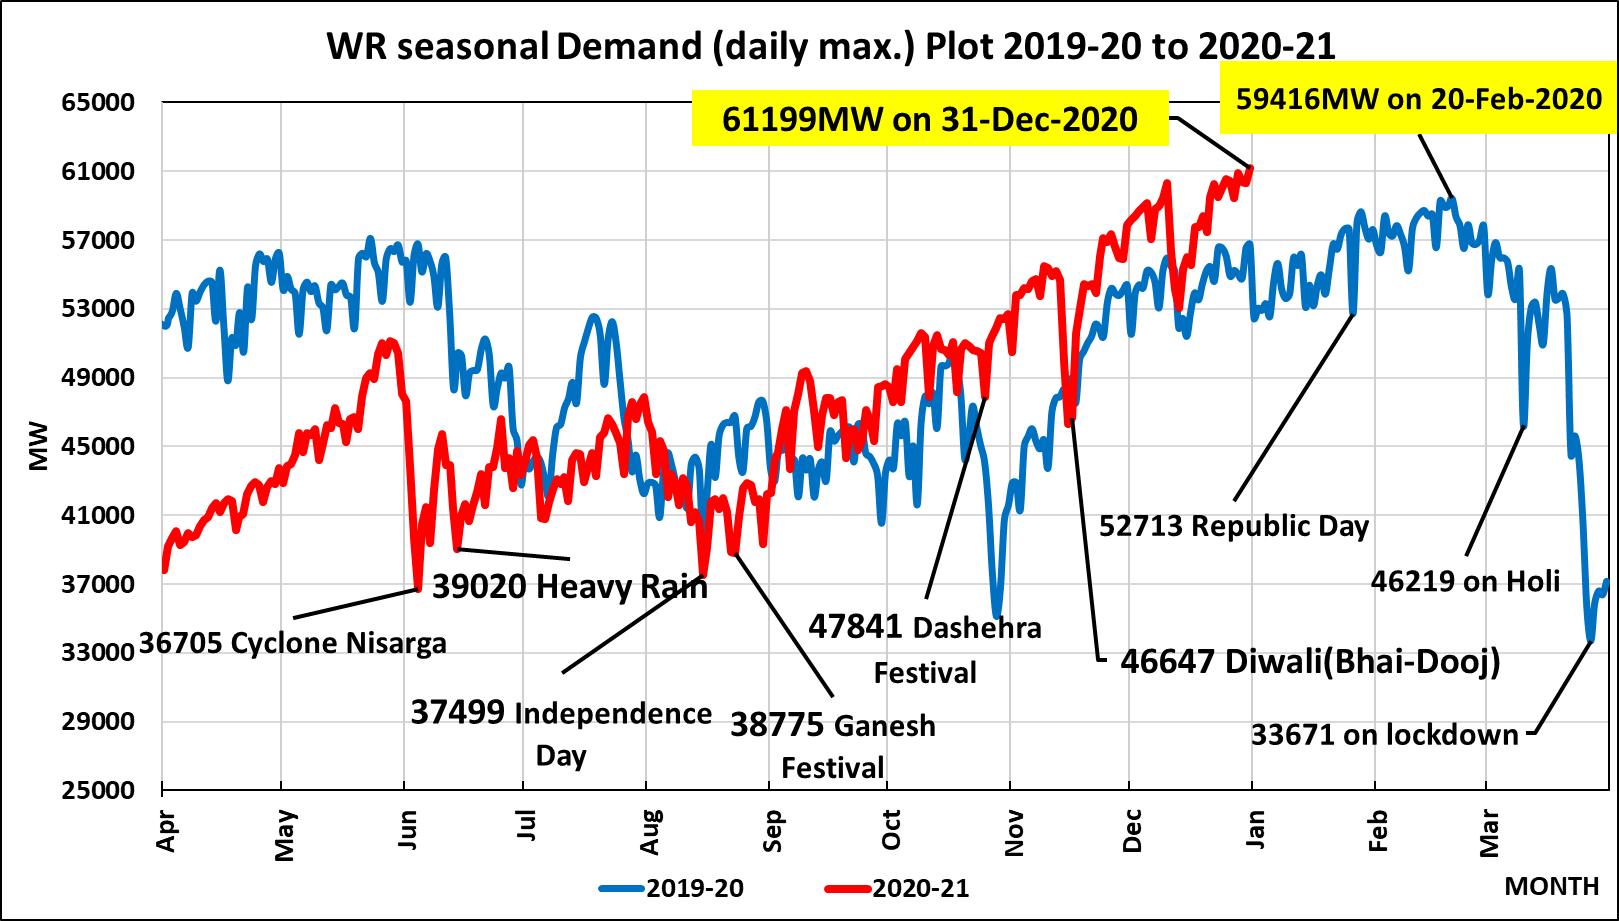 WR seasonal Demand (daily max.) Plot 2019-20 to 2020-21
61199MW on 31-Dec-2020
59416MW on 20-Feb-2020
65000
61000
57000
53000
49000
45000
41000
37000
33000
29000
25000
MW
52713 Republic Day
46219 on Holi
39020 Heavy Rain
36705 Cyclone Nisarga
47841 Dashehra
Festival
46647 Diwali(Bhai-Dooj)
37499 Independence
Day
38775 Ganesh
Festival
33671 on lockdown
Apr
May
Jun
Jul
Aug
Sep
Oct
Nov
Dec
Jan
Feb
Mar
2019-20
2020-21
MONTH